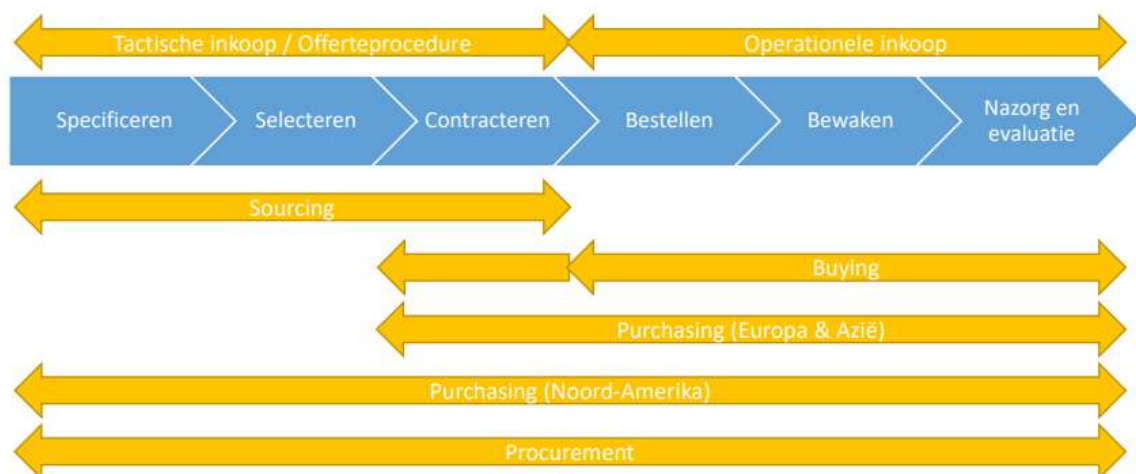 Tactische inkoop / Offerteprocedure
Operationele inkoop
Specificeren
Selecteren
Contracteren
Bestellen
Bewaken
Nazorg en
evaluatie
Sourcing
Buying
Purchasing (Europa & Azië)
Purchasing (Noord-Amerika)
Procurement